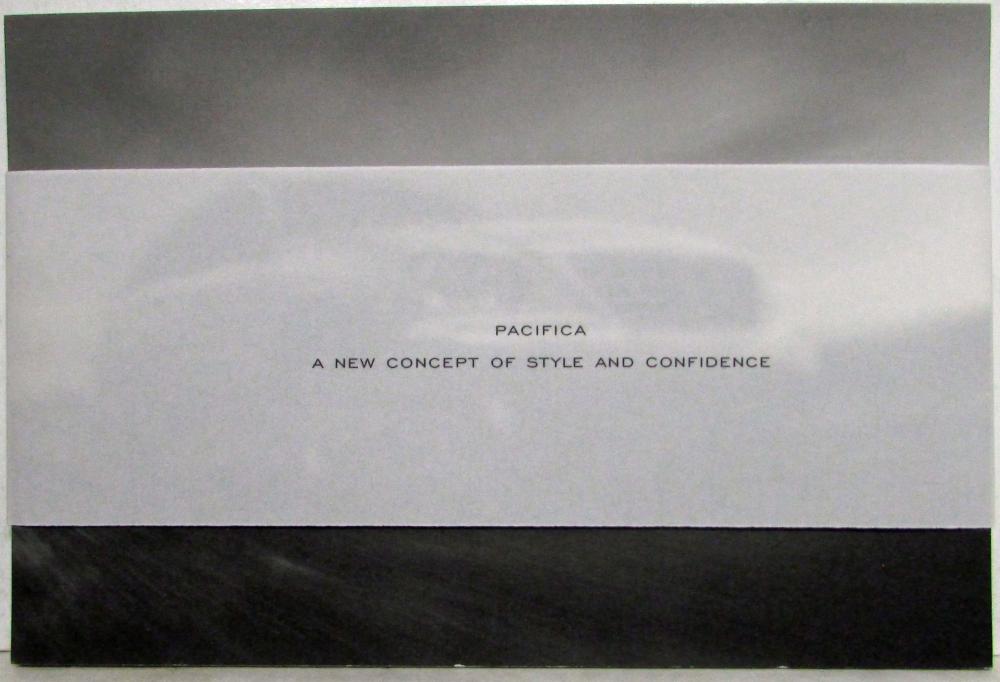 PACIFICA
A NEW CONCEPT OF STYLE AND CONFIDENCE